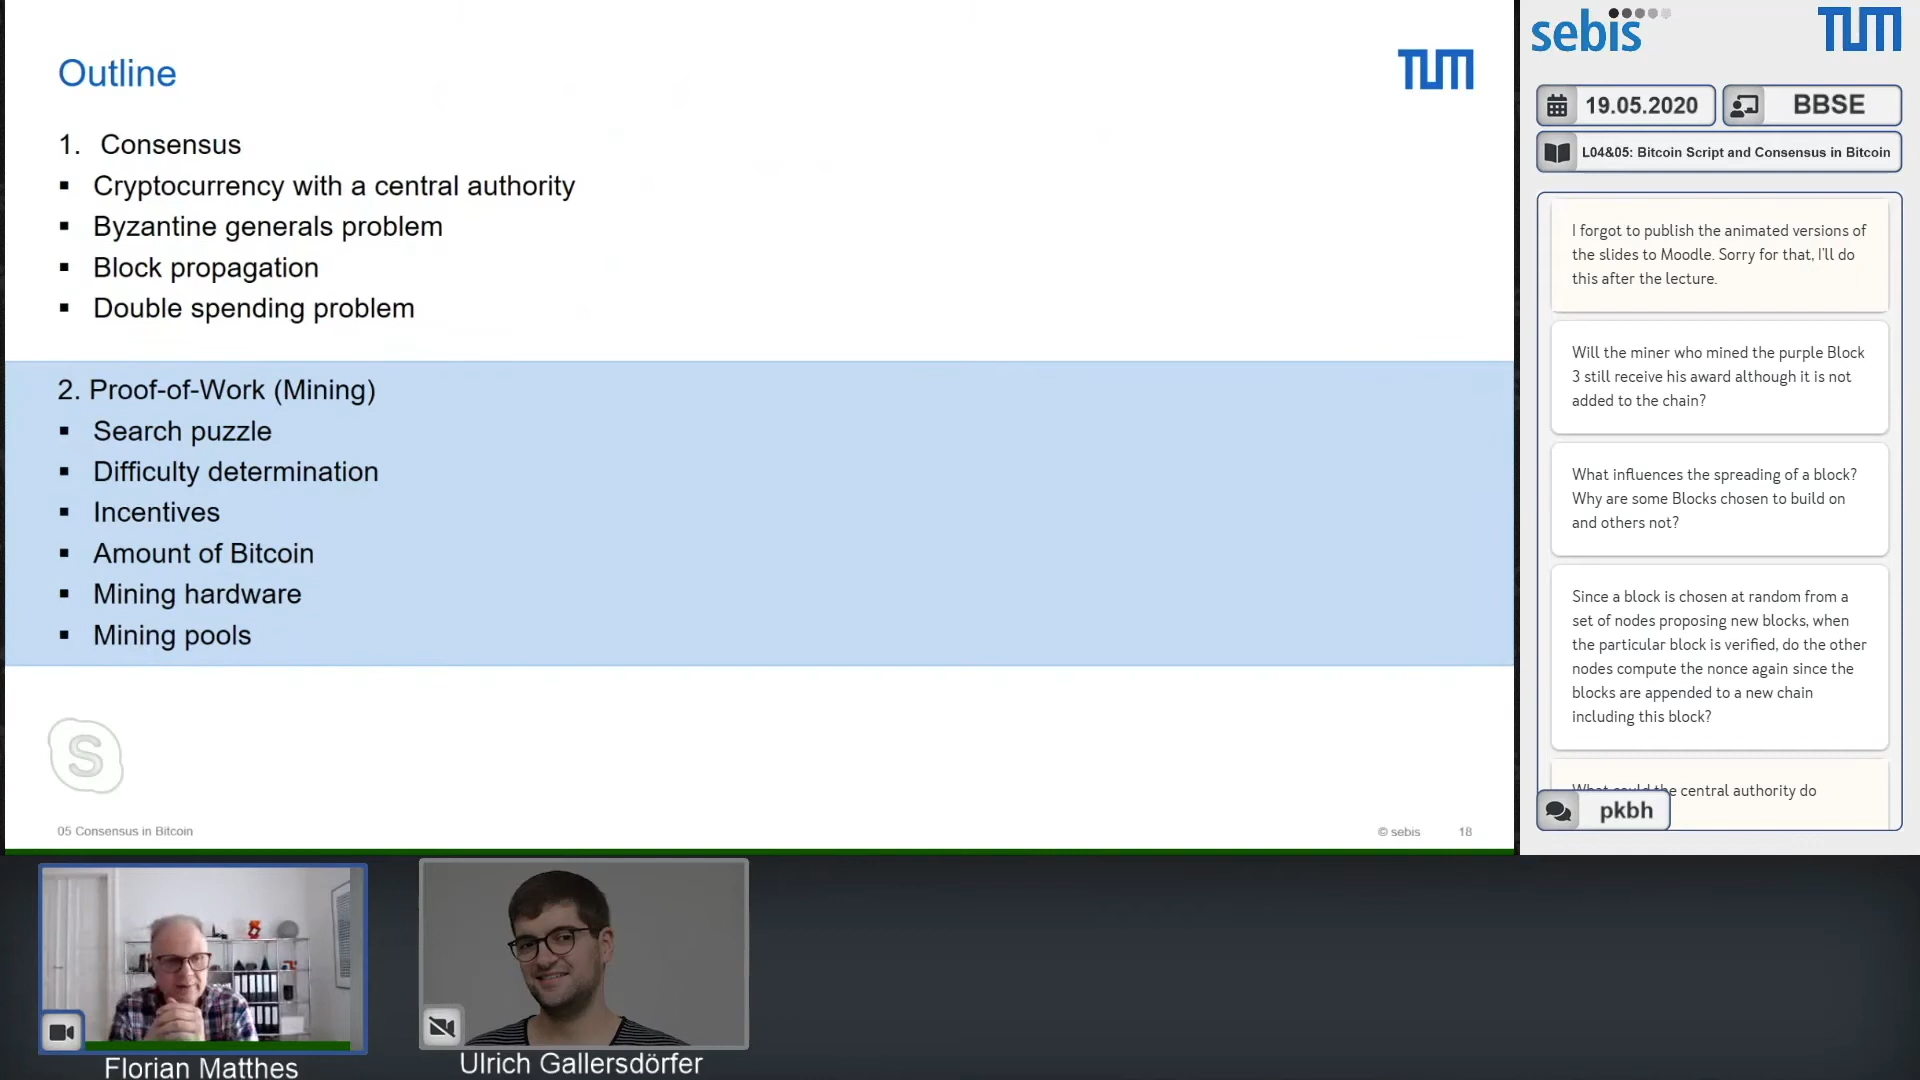 Outline
TUM
1. Consensus
▪ Cryptocurrency with a central authority
▪ Byzantine generals problem
▪ Block propagation
▪ Double spending problem
2. Proof-of-Work (Mining)
▪ Search puzzle
▪ Difficulty determination
▪ Incentives
▪ Amount of Bitcoin
▪ Mining hardware
▪ Mining pools
S
05 Consensus in Bitcoin
© sebis 18
sebis
TUM
19.05.2020
BBSE
L04&05: Bitcoin Script and Consensus in Bitcoin
I forgot to publish the animated versions of
the slides to Moodle. Sorry for that, I'll do
this after the lecture.
Will the miner who mined the purple Block
3 still receive his award although it is not
added to the chain?
What influences the spreading of a block?
Why are some Blocks chosen to build on
and others not?
Since a block is chosen at random from a
set of nodes proposing new blocks, when
the particular block is verified, do the other
nodes compute the nonce again since the
blocks are appended to a new chain
including this block?
What could the central authority do
pkbh
Florian Matthes
Ulrich Gallersdörfer